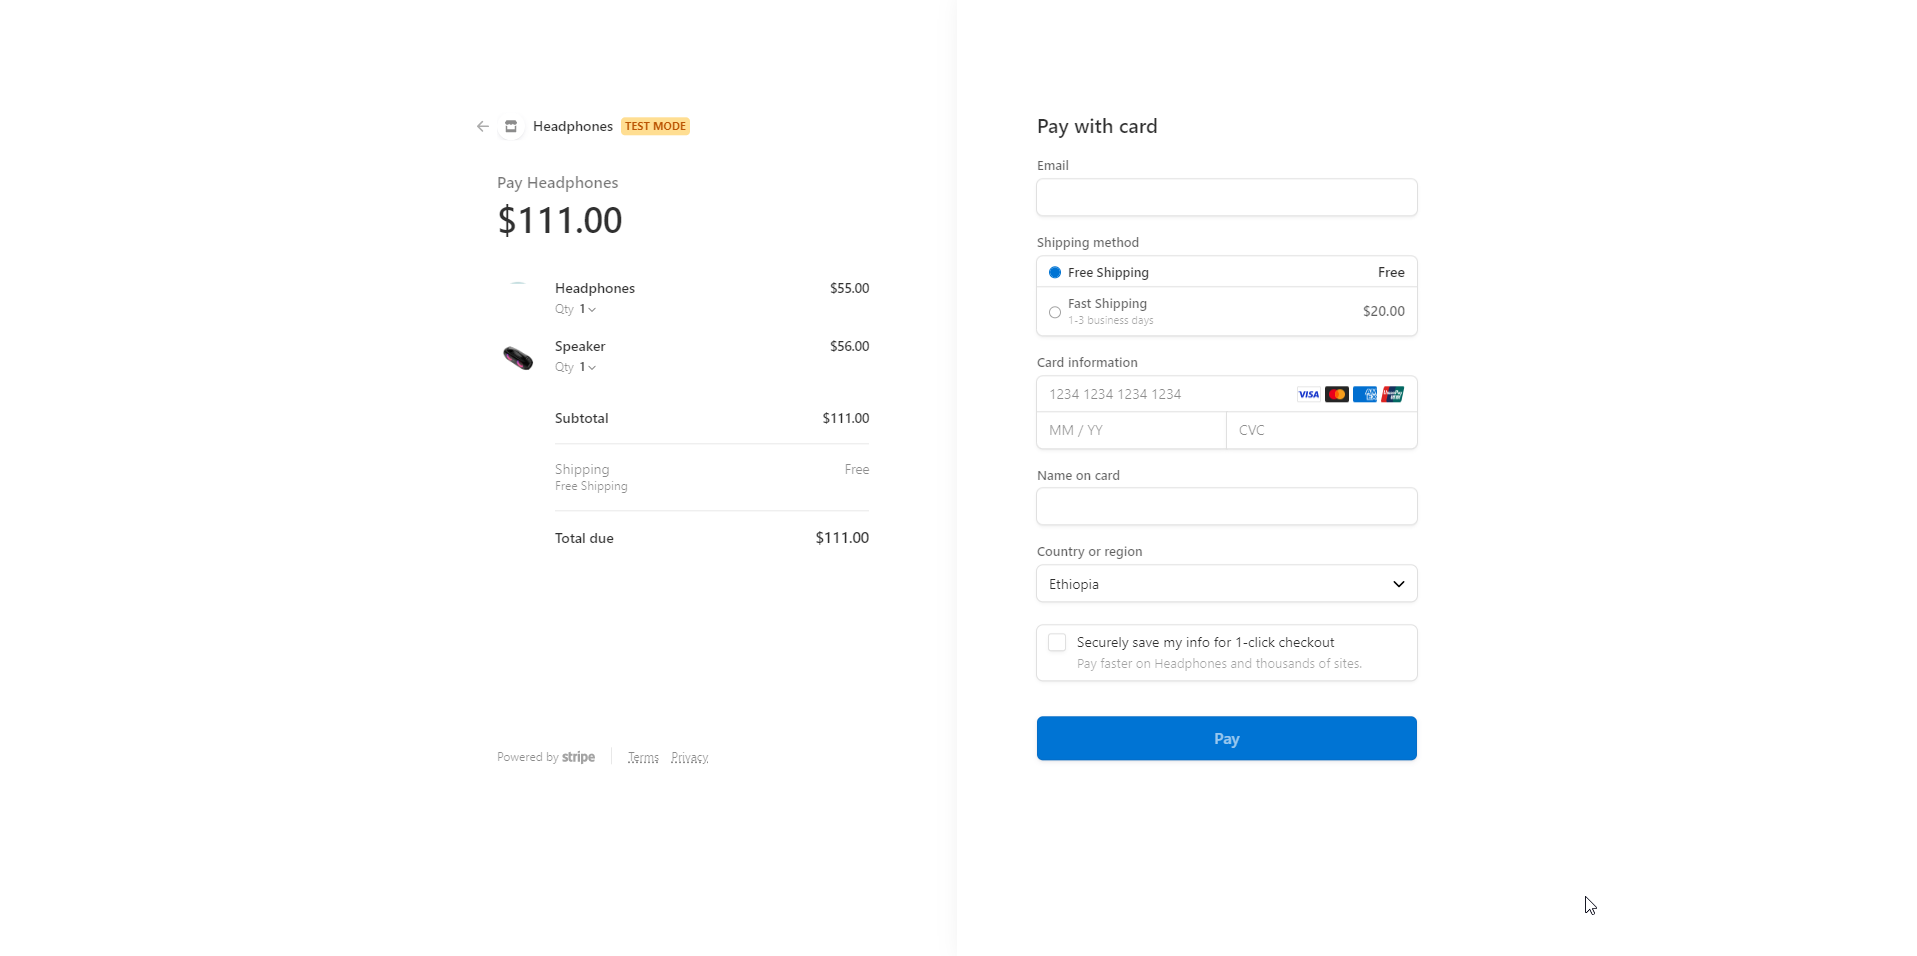 Headphones TEST MODE
Pay Headphones
$111.00
Headphones $55.00
Qty 1
Speaker $56.00
Qty 1
Subtotal $111.00
Shipping Free
Free Shipping
Total due $111.00
Powered by stripe Terms Privacy
Pay with card
Email
Shipping method
Free Shipping Free
Fast Shipping $20.00
1-3 business days
Card information
1234 1234 1234 1234 VISA
MM / YY CVC
Name on card
Country or region
Ethiopia
Securely save my info for 1-click checkout
Pay faster on Headphones and thousands of sites.
Pay